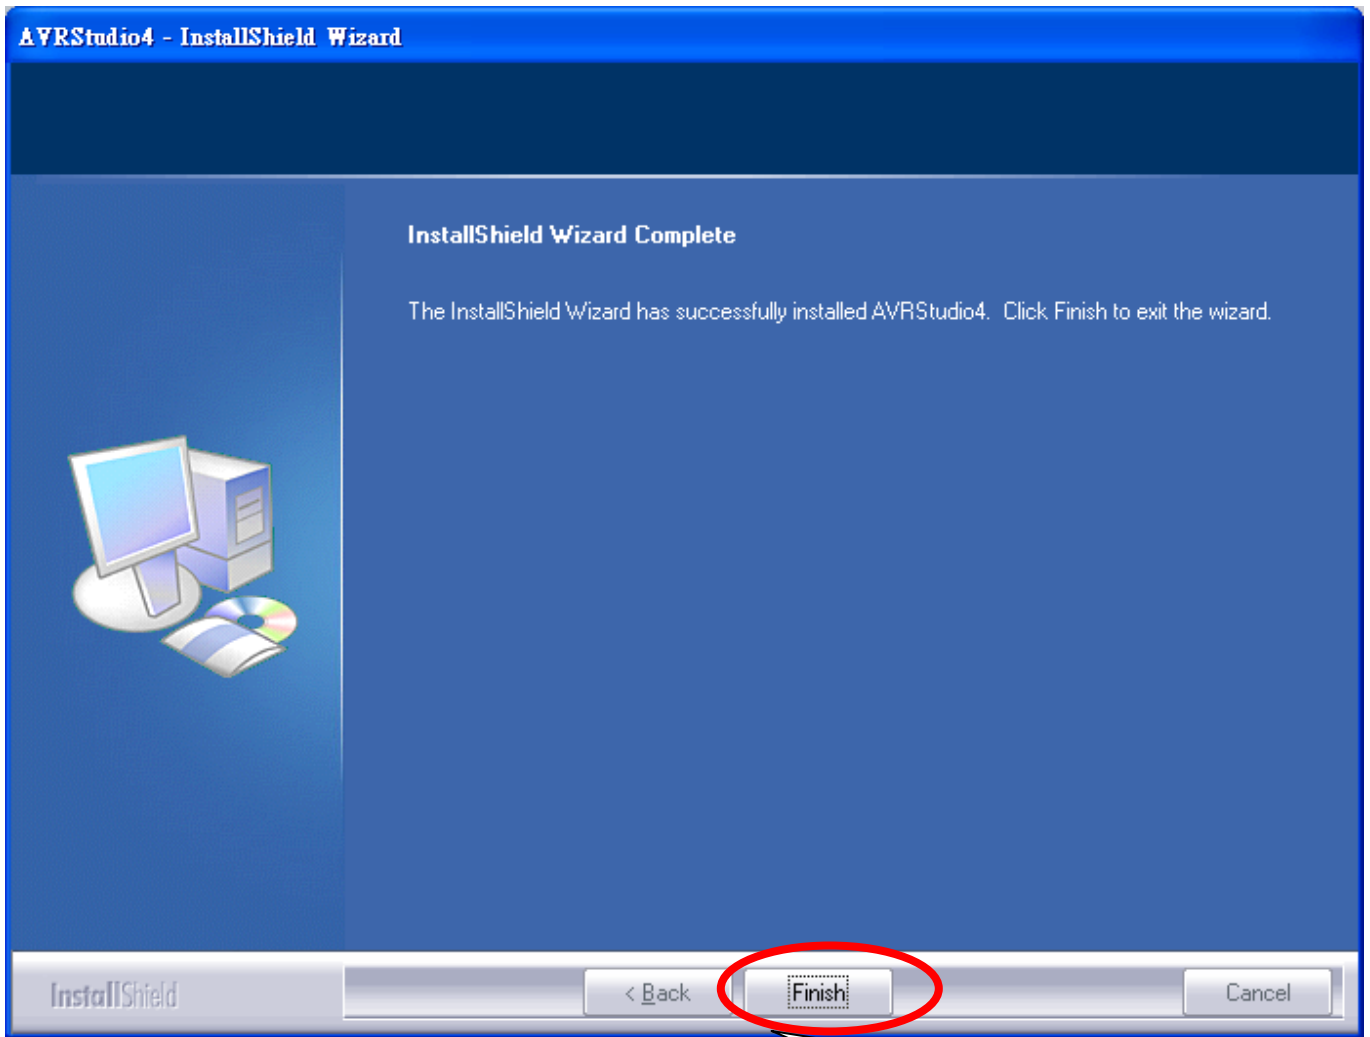 AVRStudio4 - InstallShield Wizard
InstallShield Wizard Complete
The InstallShield Wizard has successfully installed AVRStudio4. Click Finish to exit the wizard.
InstallShield
< Back
Finish
Cancel